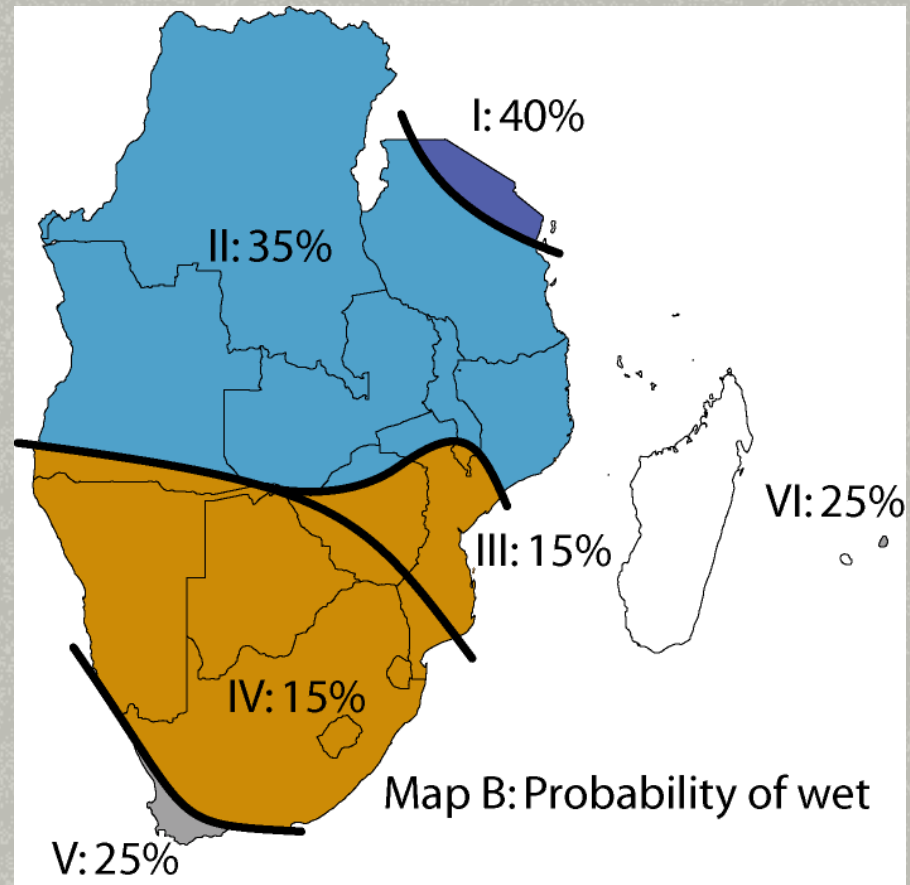 I: 40%
II: 35%
VI: 25%
III: 15%
IV: 15%
Map B: Probability of wet
V: 25%